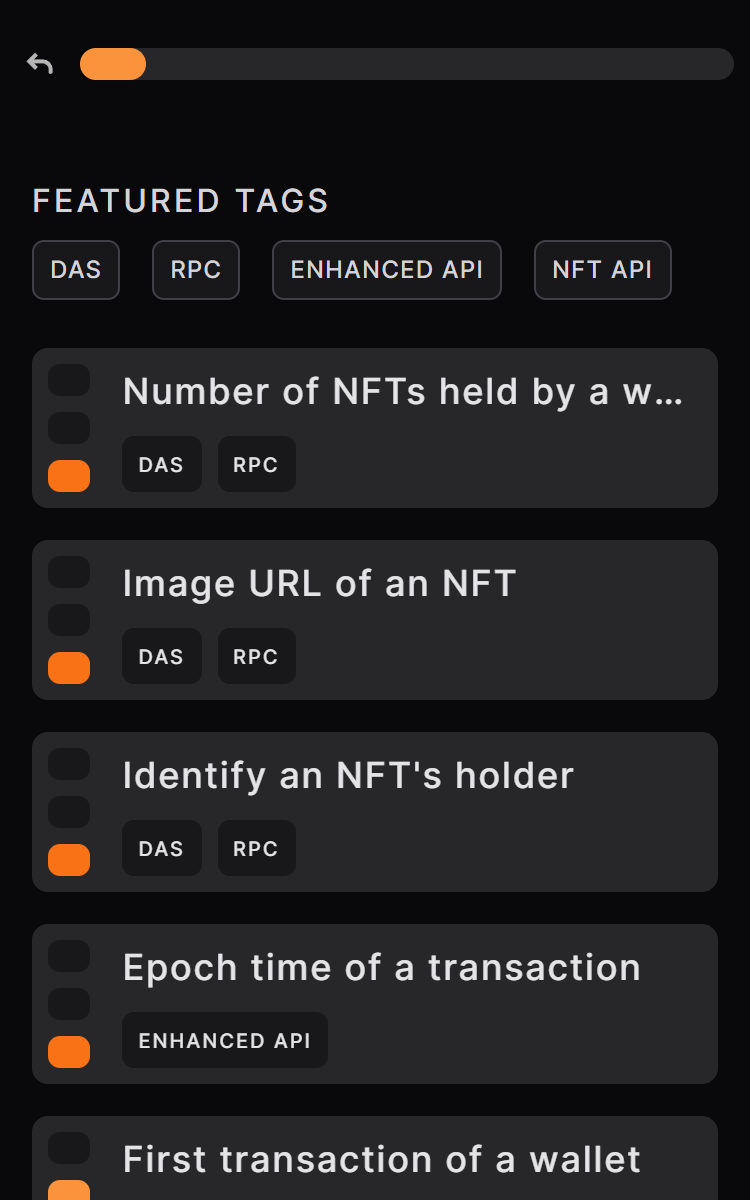 FEATURED TAGS
DAS RPC ENHANCED API NFT API
Number of NFTs held by a w...
DAS RPC
Image URL of an NFT
DAS RPC
Identify an NFT's holder
DAS RPC
Epoch time of a transaction
ENHANCED API
First transaction of a wallet